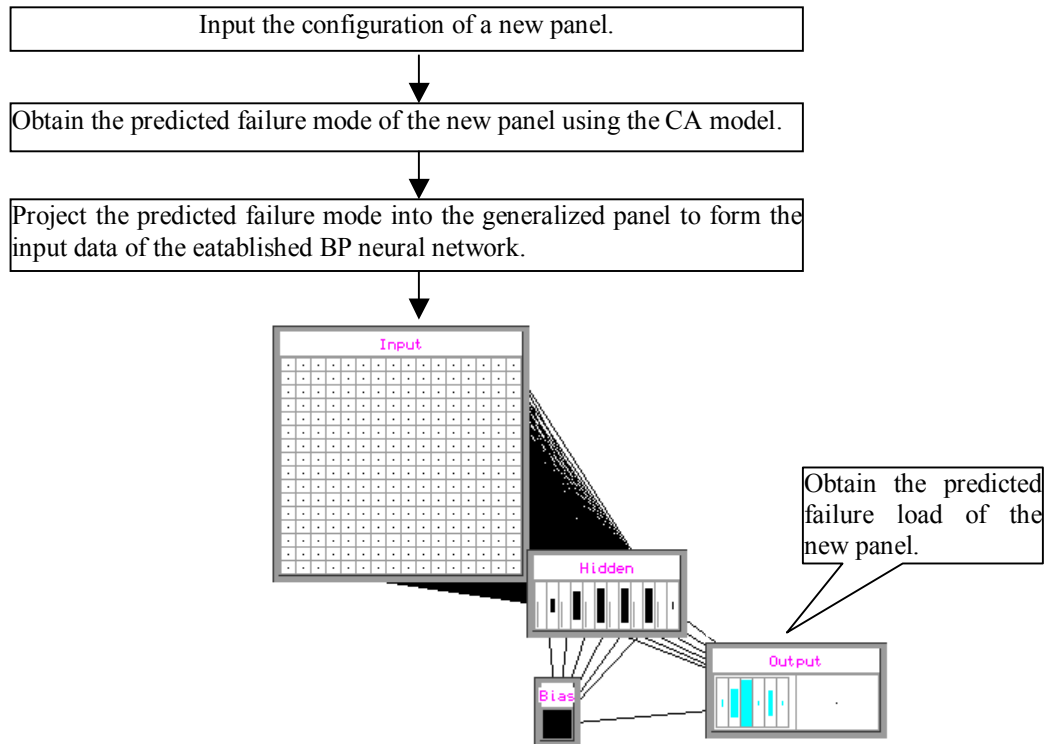 Input the configuration of a new panel.
Obtain the predicted failure mode of the new panel using the CA model.
Project the predicted failure mode into the generalized panel to form the
input data of the eatablished BP neural network.
Input
Obtain the predicted
failure load of the
new panel.
Hidden
Output
Bias